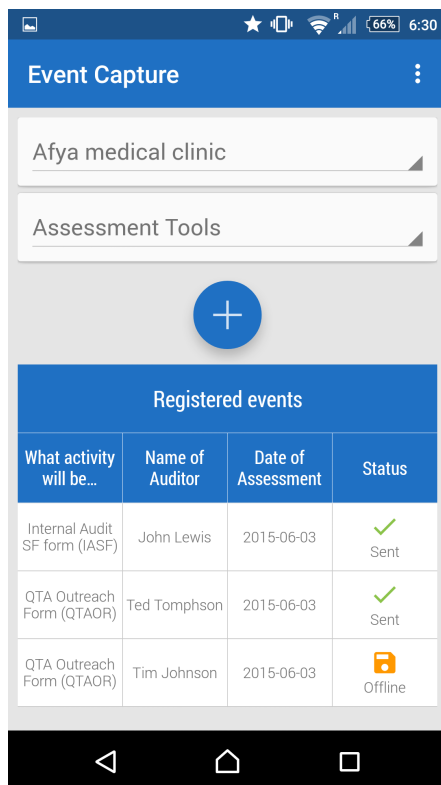 R 66% 6:30
Event Capture
Afya medical clinic
Assessment Tools
Registered events
What activity will be… Name of Auditor Date of Assessment Status
Internal Audit SF form (IASF) John Lewis 2015-06-03 Sent
QTA Outreach Form (QTAOR) Ted Tomphson 2015-06-03 Sent
QTA Outreach Form (QTAOR) Tim Johnson 2015-06-03 Offline